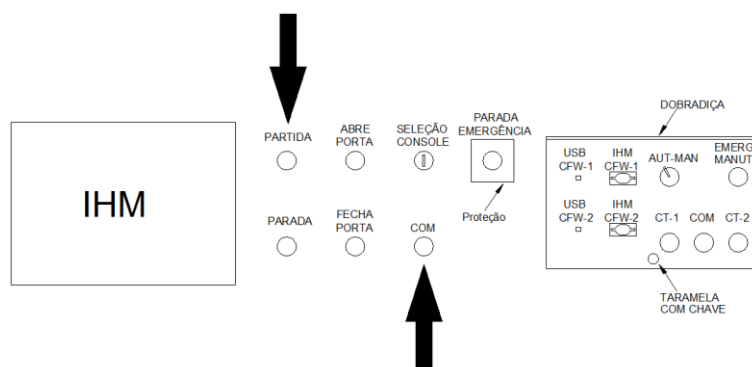 IHM
PARTIDA
ABRE
PORTA
SELEÇÃO
CONSOLE
PARADA
EMERGÊNCIA
PARADA
FECHA
PORTA
COM
Proteção
DOBRADIÇA
USB
CFW-1
IHM
CFW-1
AUT-MAN
EMERG
MANUT
USB
CFW-2
IHM
CFW-2
CT-1
COM
CT-2
TARAMELA
COM CHAVE